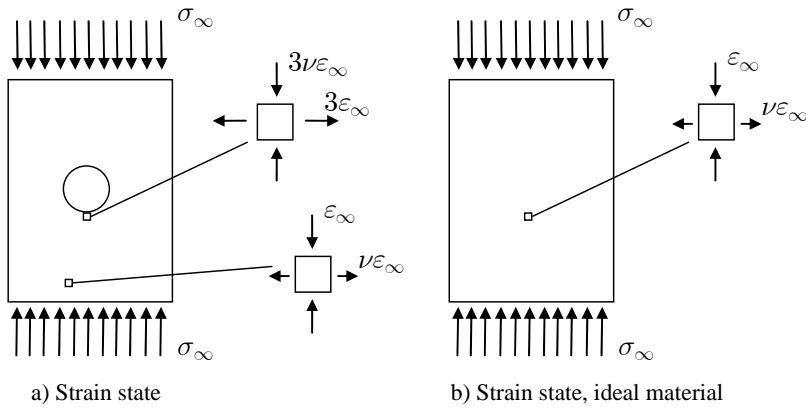 σ∞
σ∞
3νε∞
3ε∞
ε∞
νε∞
ε∞
νε∞
σ∞
σ∞
a) Strain state
b) Strain state, ideal material